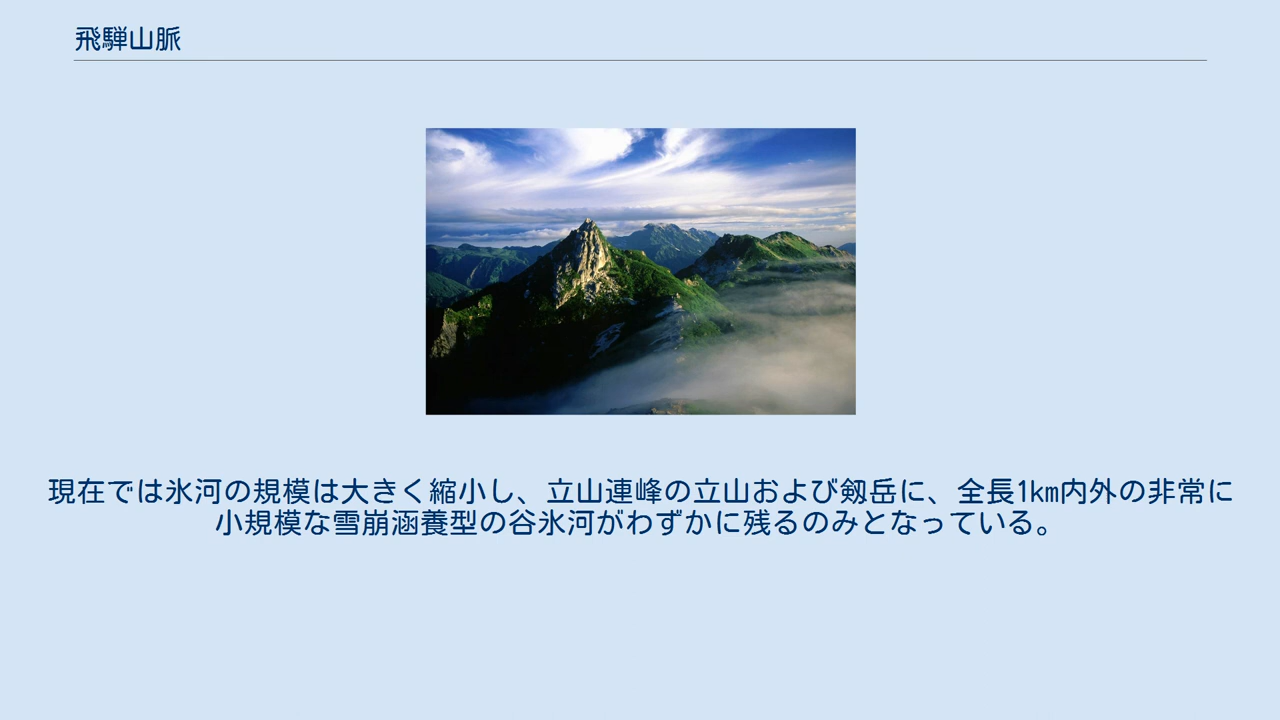 飛騨山脈
現在では氷河の規模は大きく縮小し、立山連峰の立山および剱岳に、全長1km内外の非常に
小規模な雪崩涵養型の谷氷河がわずかに残るのみとなっている。